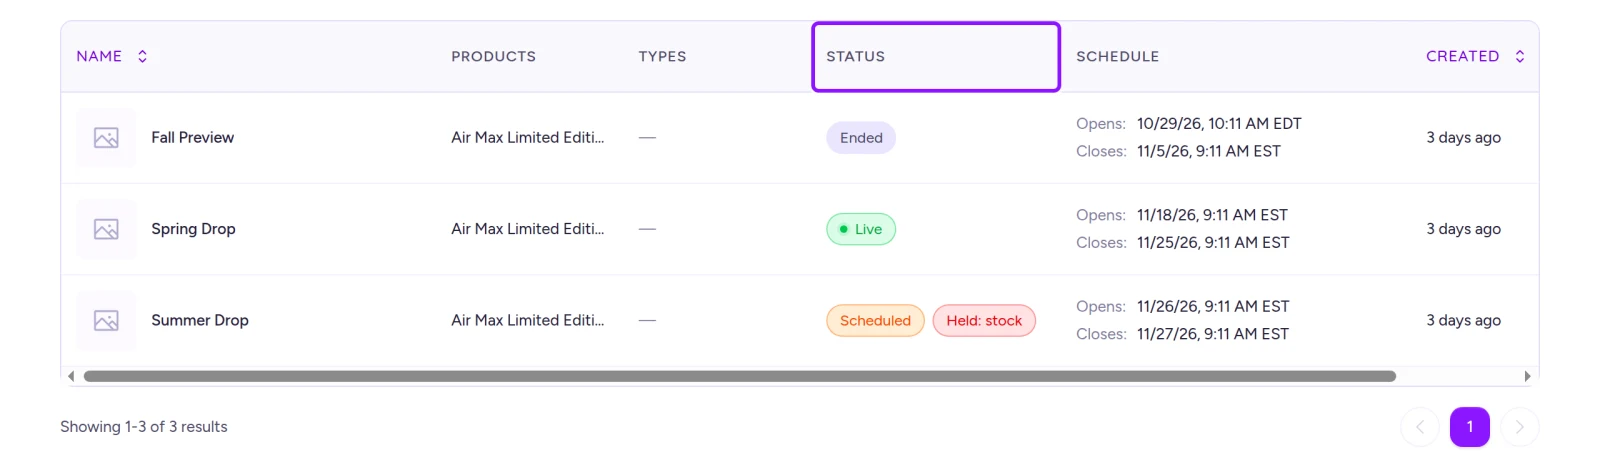 NAME PRODUCTS TYPES STATUS SCHEDULE CREATED
Fall Preview Air Max Limited Editi... — Ended Opens: 10/29/26, 10:11 AM EDT 3 days ago
Closes: 11/5/26, 9:11 AM EST
Spring Drop Air Max Limited Editi... — Live Opens: 11/18/26, 9:11 AM EST 3 days ago
Closes: 11/25/26, 9:11 AM EST
Summer Drop Air Max Limited Editi... — Scheduled Held: stock Opens: 11/26/26, 9:11 AM EST 3 days ago
Closes: 11/27/26, 9:11 AM EST
Showing 1-3 of 3 results 1